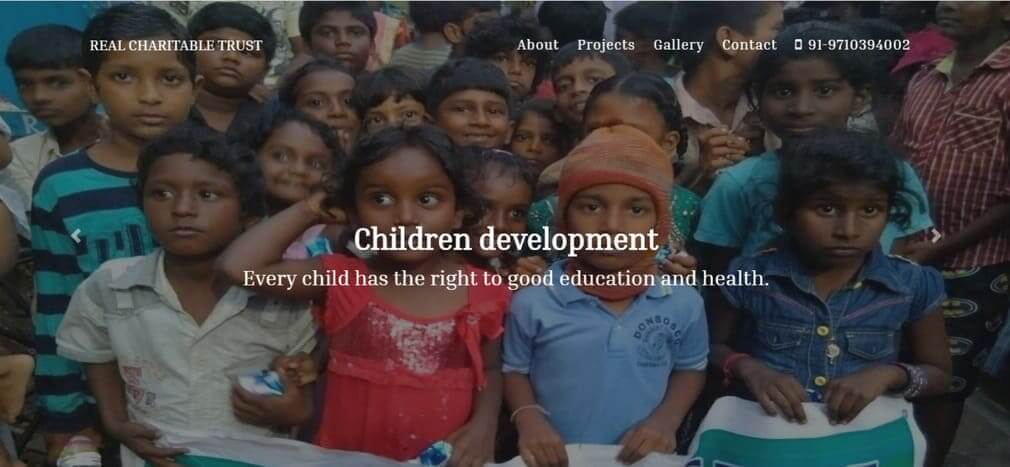 REAL CHARITABLE TRUST
About Projects Gallery Contact 91-9710394002
Children development
Every child has the right to good education and health.
DONBOSCO